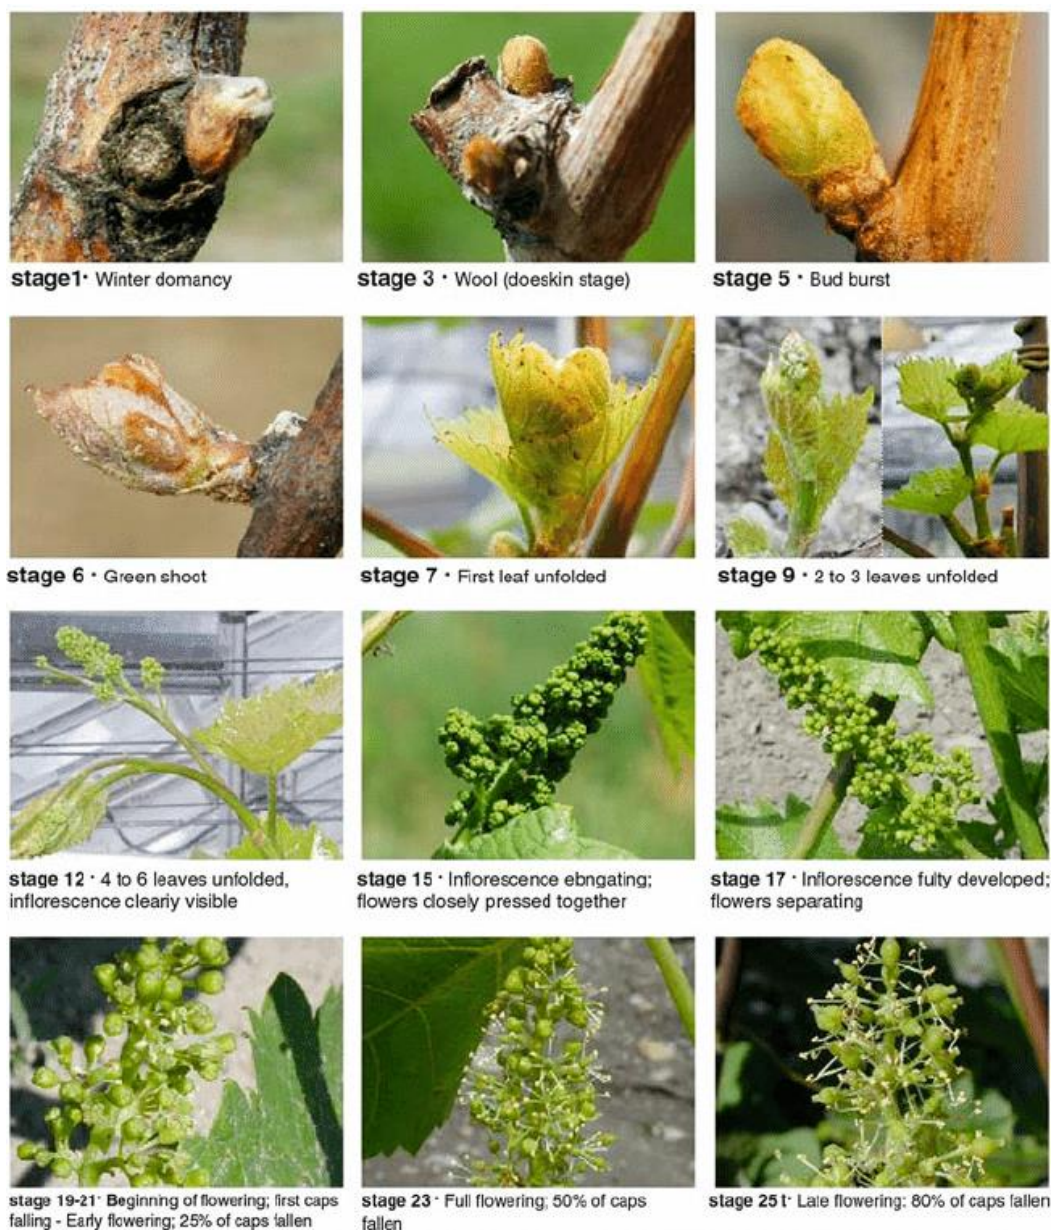 stage1· Winter domancy
stage 3 · Wool (doeskin stage)
stage 5 · Bud burst
stage 6 · Green shoot
stage 7 · First leaf unfolded
stage 9 · 2 to 3 leaves unfolded
stage 12 · 4 to 6 leaves unfolded,
inflorescence cleariy visible
stage 15 · Inflorescence ebngating;
flowers closely pressed together
stage 17 · Inflorescence fulty developed;
flowers separating
stage 19-21· Beginning of flowering; first caps
falling - Early flowering; 25% of caps fallen
stage 23 · Full flowering; 50% of caps
fallen
stage 25 t· Late flowering: 80% of caps fallen